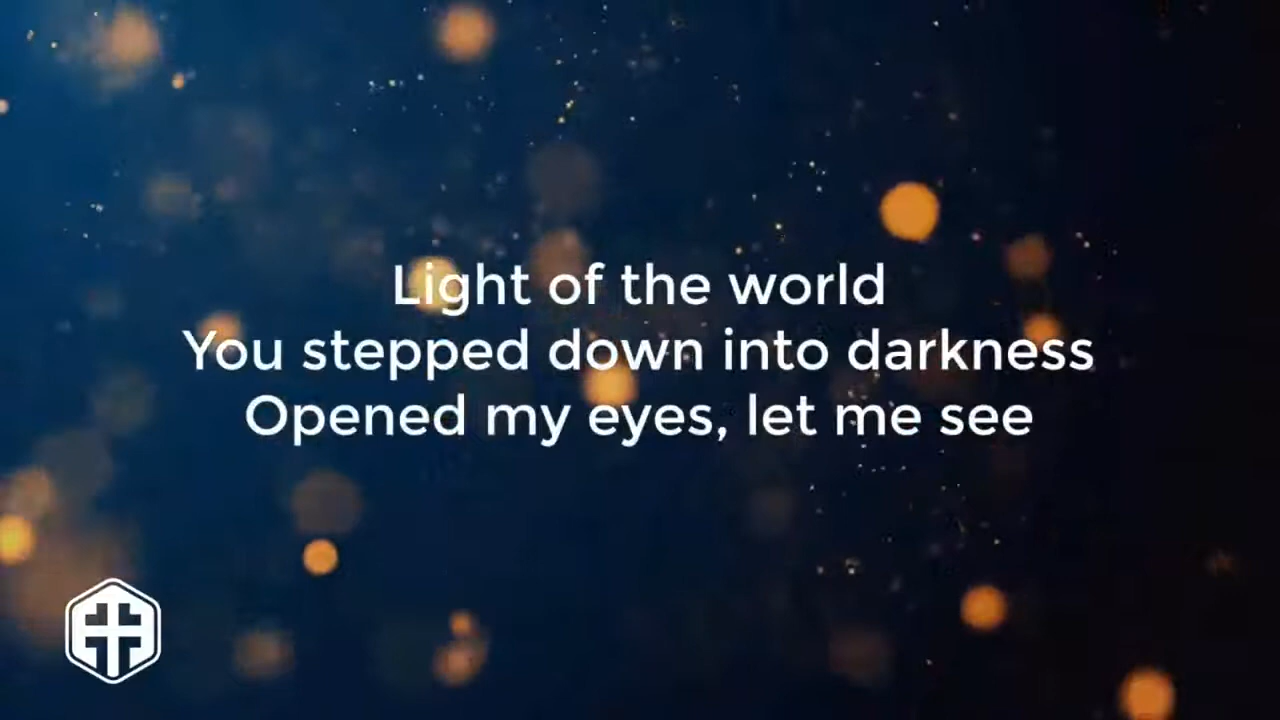 Light of the world
You stepped down into darkness
Opened my eyes, let me see